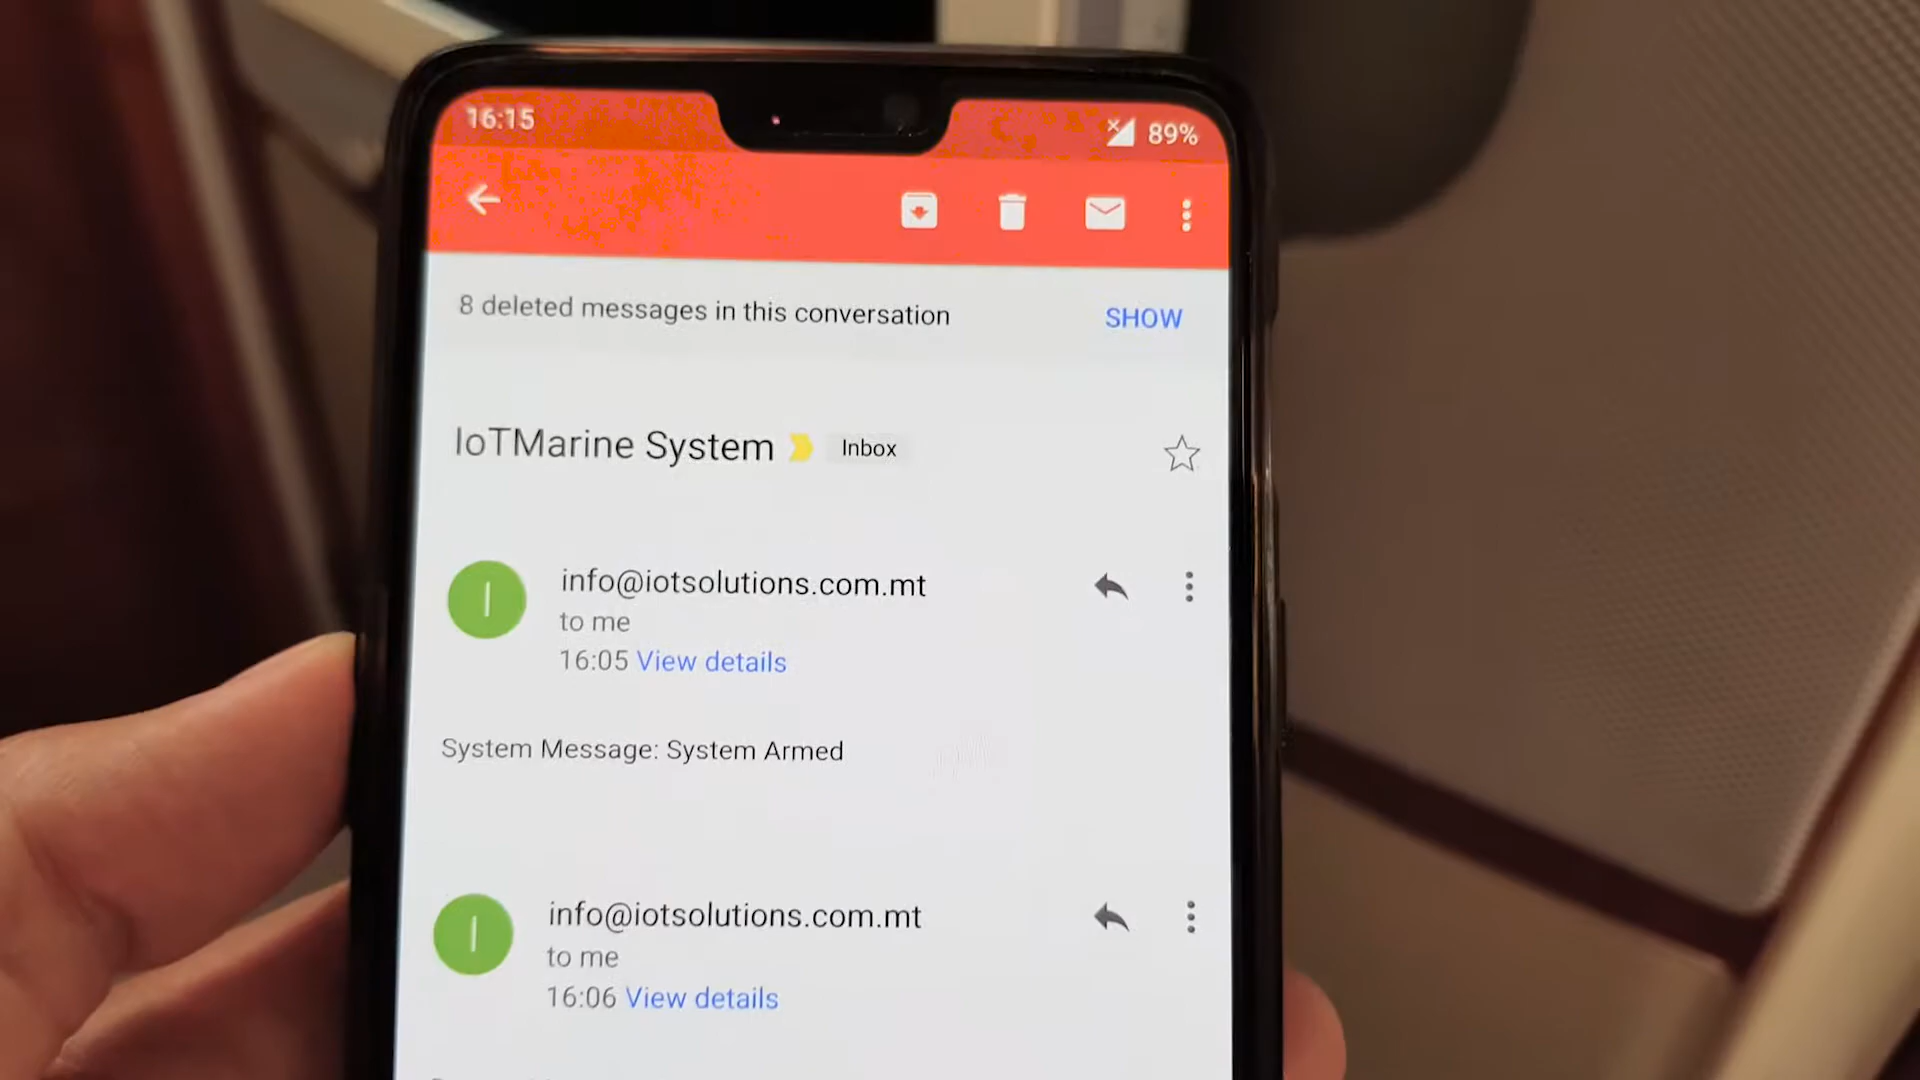 16:15
89%
8 deleted messages in this conversation
SHOW
IoTMarine System
Inbox
I
info@iotsolutions.com.mt
to me
16:05 View details
System Message: System Armed
I
info@iotsolutions.com.mt
to me
16:06 View details